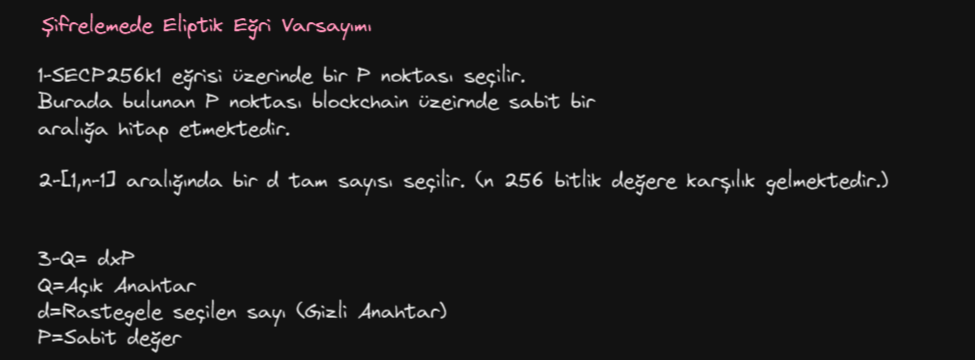 Şifrelemede Eliptik Eğri Varsayımı
1-SECP256k1 eğrisi üzerinde bir P noktası seçilir.
Burada bulunan P noktası blockchain üzeirnde sabit bir
aralığa hitap etmektedir.
2-[1,n-1] aralığında bir d tam sayısı seçilir. (n 256 bitlik değere karşılık gelmektedir.)
3-Q= dxP
Q=Açık Anahtar
d=Rastegele seçilen sayı (Gizli Anahtar)
P=Sabit değer